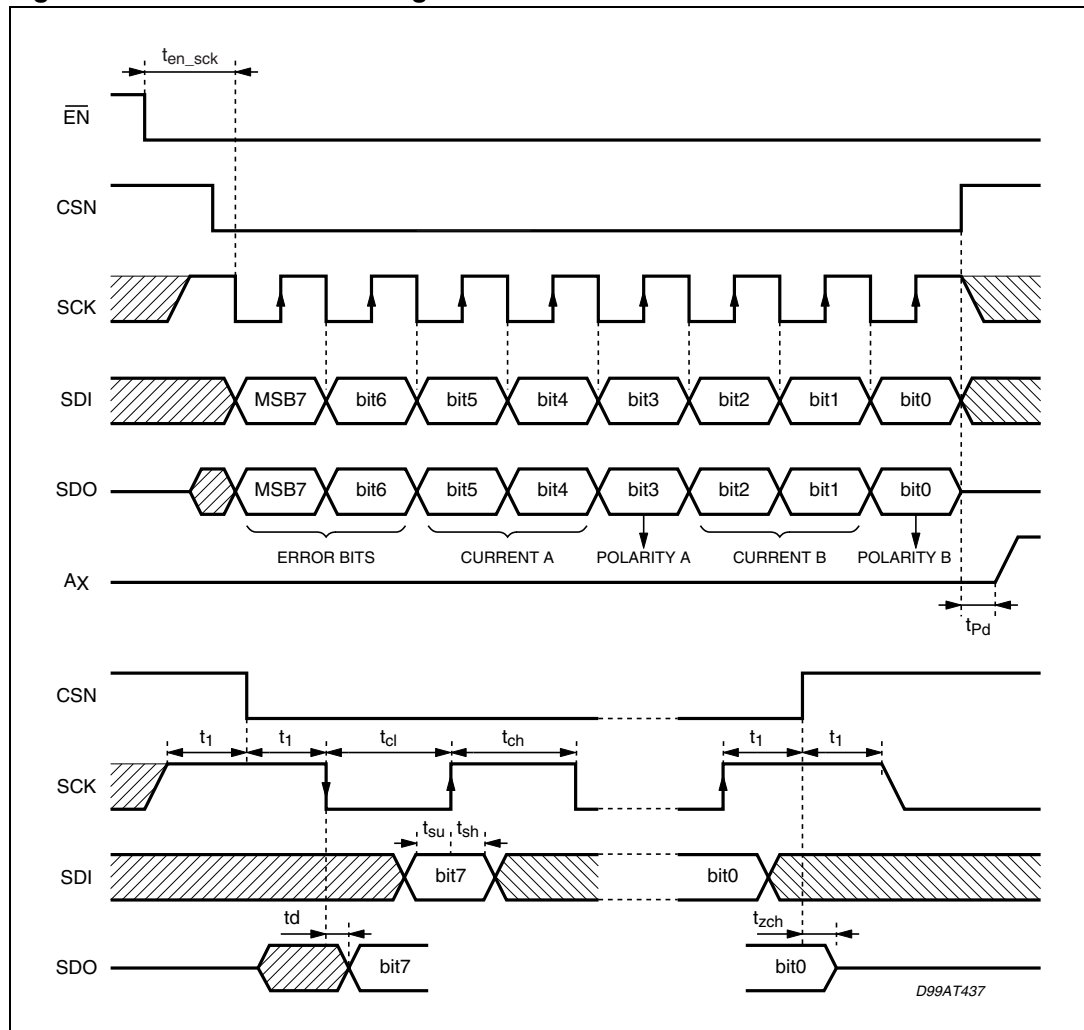 t_en_sck
EN
CSN
SCK
SDI MSB7 bit6 bit5 bit4 bit3 bit2 bit1 bit0
SDO MSB7 bit6 bit5 bit4 bit3 bit2 bit1 bit0
ERROR BITS CURRENT A POLARITY A CURRENT B POLARITY B
AX
tPd
CSN
t1 t1 tcl tch t1 t1
SCK
tsu tsh
SDI bit7 bit0
td tzch
SDO bit7 bit0
D99AT437